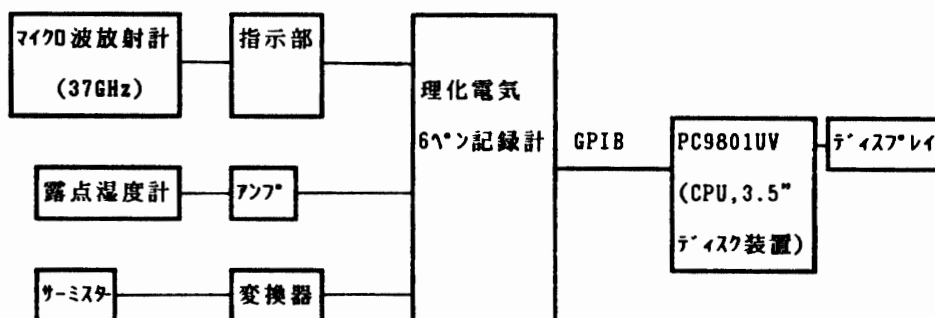 マイクロ波放射計
(37GHz)
指示部
理化電気
6ペン記録計
GPIB
PC9801UV
(CPU,3.5"
ディスク装置)
ディスプレイ
露点湿度計
アンプ
サーミスター
変換器